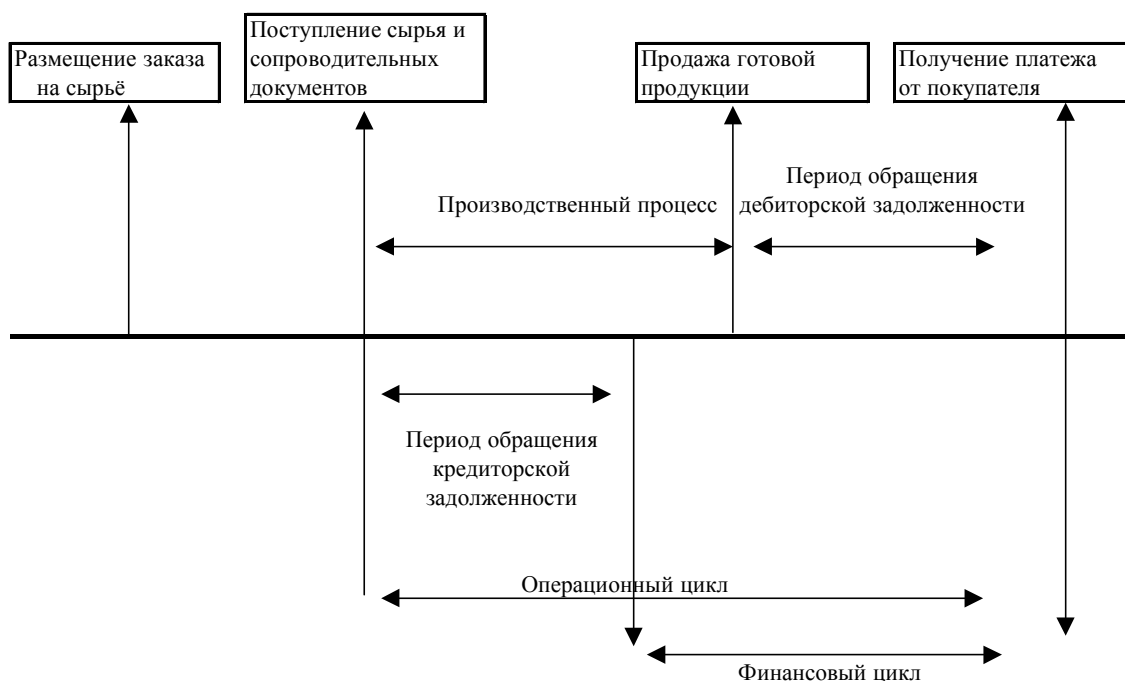 Размещение заказа
на сырьё
Поступление сырья и
сопроводительных
документов
Продажа готовой
продукции
Получение платежа
от покупателя
Производственный процесс
Период обращения
дебиторской задолженности
Период обращения
кредиторской
задолженности
Операционный цикл
Финансовый цикл